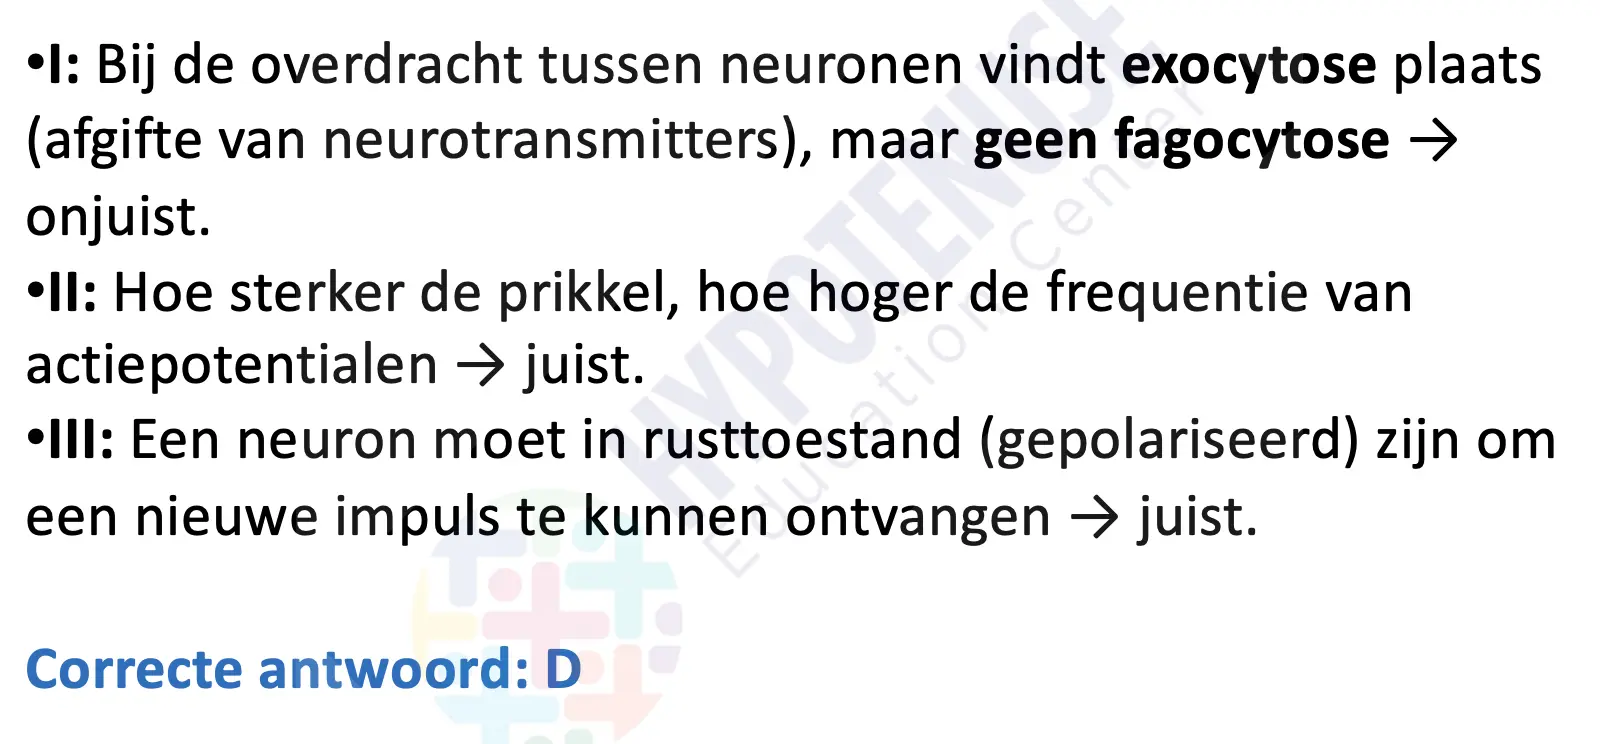 •I: Bij de overdracht tussen neuronen vindt exocytose plaats
(afgifte van neurotransmitters), maar geen fagocytose →
onjuist.
•II: Hoe sterker de prikkel, hoe hoger de frequentie van
actiepotentialen → juist.
•III: Een neuron moet in rusttoestand (gepolariseerd) zijn om
een nieuwe impuls te kunnen ontvangen → juist.
Correcte antwoord: D
HYPOTENUSE
Education Center